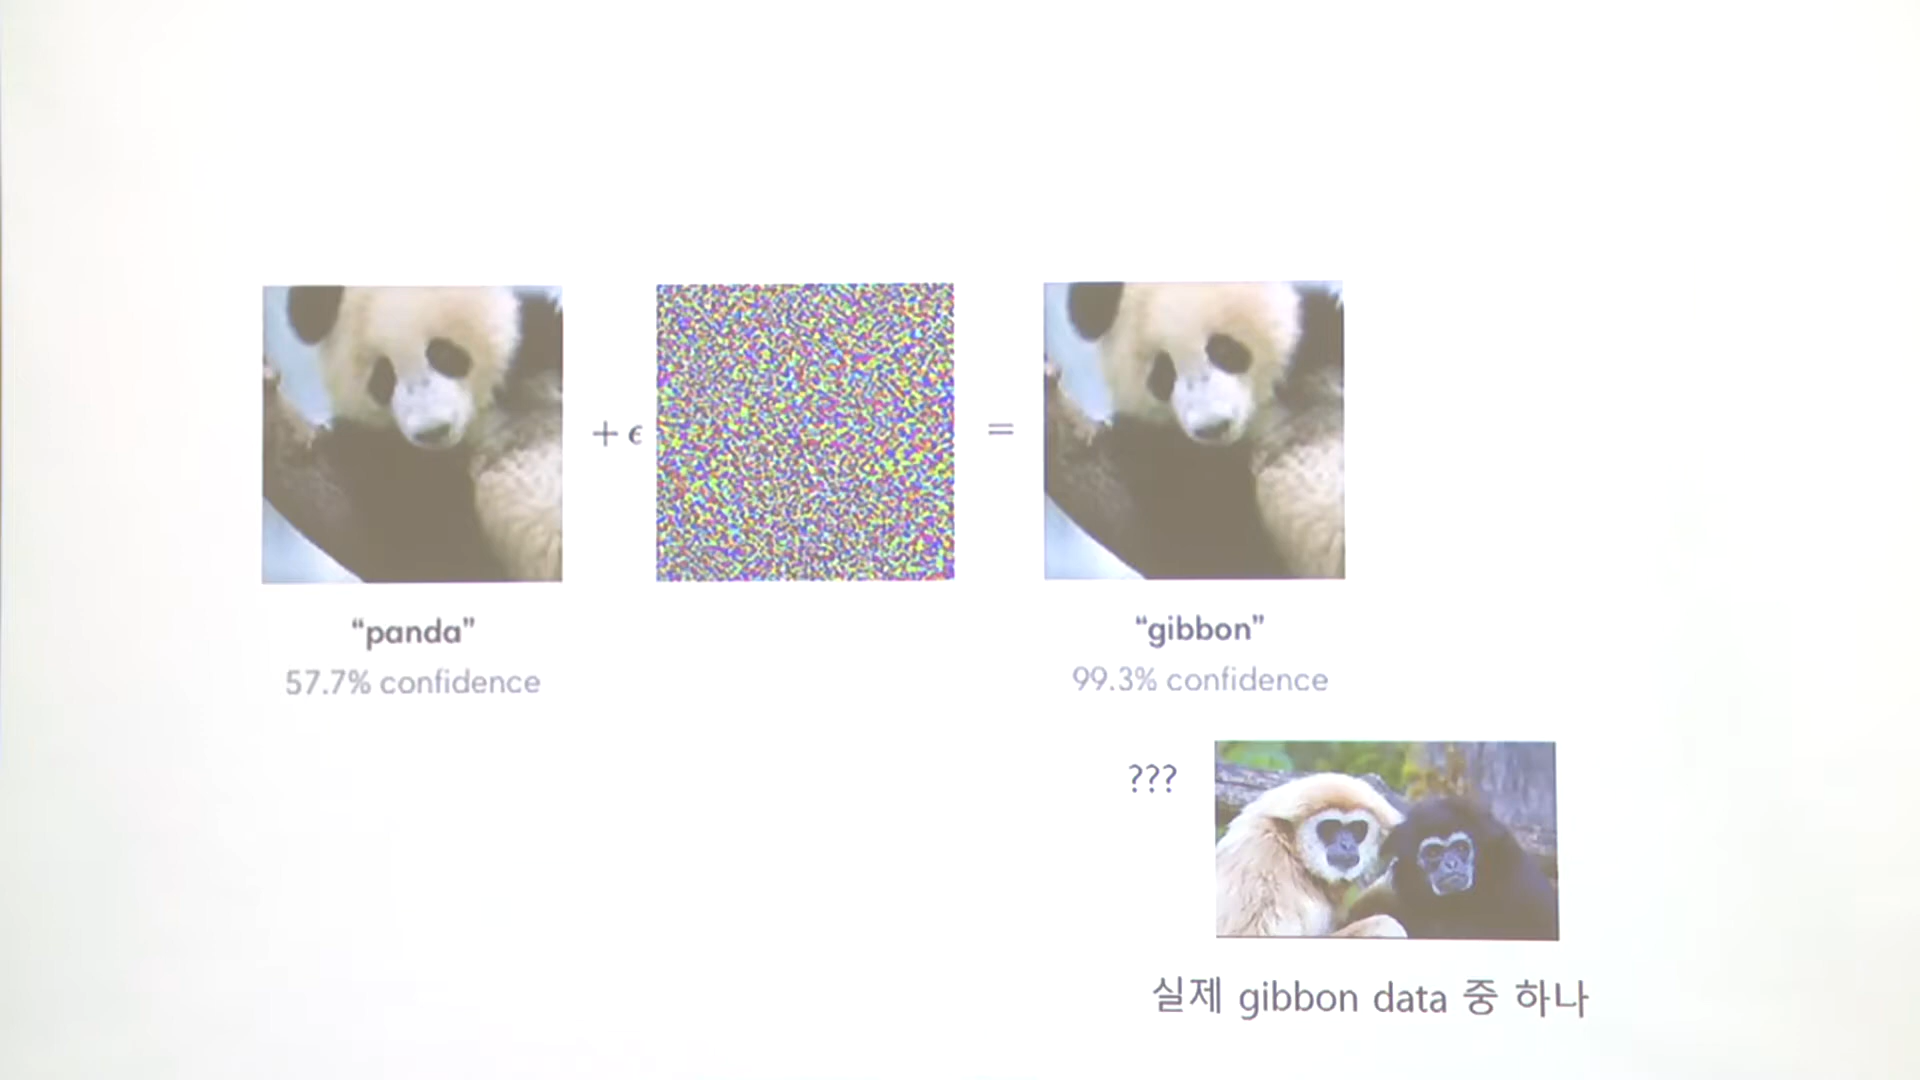 + ϵ
=
“panda”
57.7% confidence
“gibbon”
99.3% confidence
???
실제 gibbon data 중 하나